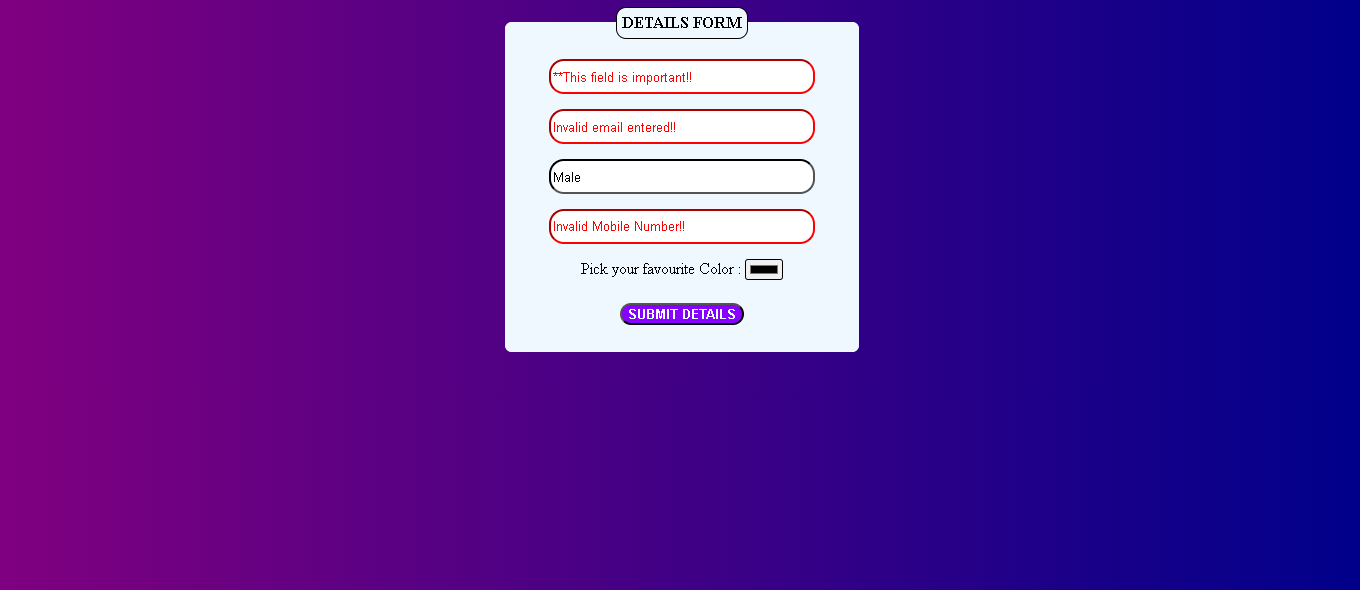 DETAILS FORM
**This field is important!!
Invalid email entered!!
Male
Invalid Mobile Number!!
Pick your favourite Color :
SUBMIT DETAILS